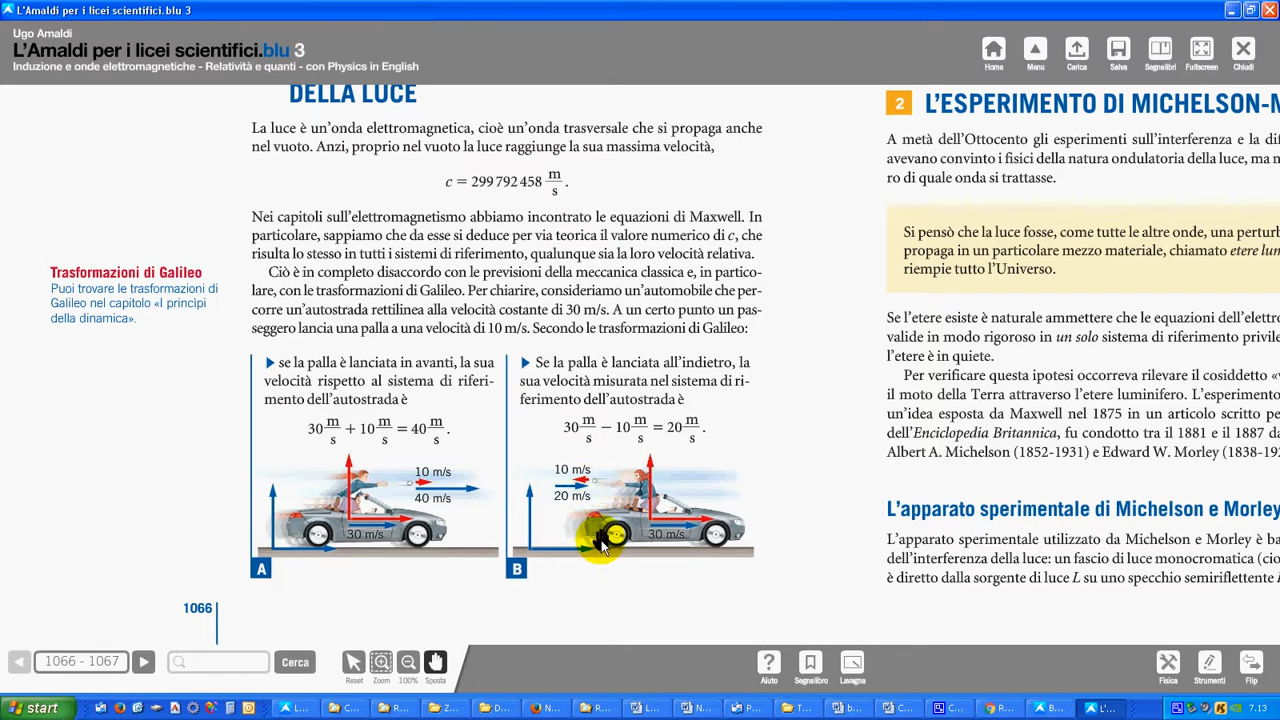 L'Amaldi per i licei scientifici.blu 3
Ugo Amaldi
L'Amaldi per i licei scientifici.blu 3
Induzione e onde elettromagnetiche - Relatività e quanti - con Physics in English
Home
Menu
Carica
Salva
Segnalibri
Fullscreen
Chiudi
DELLA LUCE
La luce è un'onda elettromagnetica, cioè un'onda trasversale che si propaga anche
nel vuoto. Anzi, proprio nel vuoto la luce raggiunge la sua massima velocità,
c = 299 792 458 m/s .
Nei capitoli sull'elettromagnetismo abbiamo incontrato le equazioni di Maxwell. In
particolare, sappiamo che da esse si deduce per via teorica il valore numerico di c, che
risulta lo stesso in tutti i sistemi di riferimento, qualunque sia la loro velocità relativa.
Ciò è in completo disaccordo con le previsioni della meccanica classica e, in partico-
lare, con le trasformazioni di Galileo. Per chiarire, consideriamo un'automobile che per-
corre un'autostrada rettilinea alla velocità costante di 30 m/s. A un certo punto un pas-
seggero lancia una palla a una velocità di 10 m/s. Secondo le trasformazioni di Galileo:
Trasformazioni di Galileo
Puoi trovare le trasformazioni di
Galileo nel capitolo «I princìpi
della dinamica».
se la palla è lanciata in avanti, la sua
velocità rispetto al sistema di riferi-
mento dell'autostrada è
30 m/s + 10 m/s = 40 m/s .
10 m/s
40 m/s
30 m/s
A
Se la palla è lanciata all'indietro, la
sua velocità misurata nel sistema di ri-
ferimento dell'autostrada è
30 m/s − 10 m/s = 20 m/s .
10 m/s
20 m/s
30 m/s
B
1066
2 L'ESPERIMENTO DI MICHELSON-M
A metà dell'Ottocento gli esperimenti sull'interferenza e la di
avevano convinto i fisici della natura ondulatoria della luce, ma n
ro di quale onda si trattasse.
Si pensò che la luce fosse, come tutte le altre onde, una pertur
propaga in un particolare mezzo materiale, chiamato etere lu
riempie tutto l'Universo.
Se l'etere esiste è naturale ammettere che le equazioni dell'elettro
valide in modo rigoroso in un solo sistema di riferimento privile
l'etere è in quiete.
Per verificare questa ipotesi occorreva rilevare il cosiddetto «v
il moto della Terra attraverso l'etere luminifero. L'esperimento
un'idea esposta da Maxwell nel 1875 in un articolo scritto pe
dell'Enciclopedia Britannica, fu condotto tra il 1881 e il 1887 da
Albert A. Michelson (1852-1931) e Edward W. Morley (1838-192
L'apparato sperimentale di Michelson e Morley
L'apparato sperimentale utilizzato da Michelson e Morley è ba
dell'interferenza della luce: un fascio di luce monocromatica (cio
è diretto dalla sorgente di luce L su uno specchio semiriflettente
1066 - 1067
Cerca
Reset
Zoom
100%
Sposta
Aiuto
Segnalibro
Lavagna
Fisica
Strumenti
Flip
start
L...
C...
R...
Z...
D...
N...
R...
L...
N...
P...
T...
b...
C...
C...
R...
B...
L'...
7.13